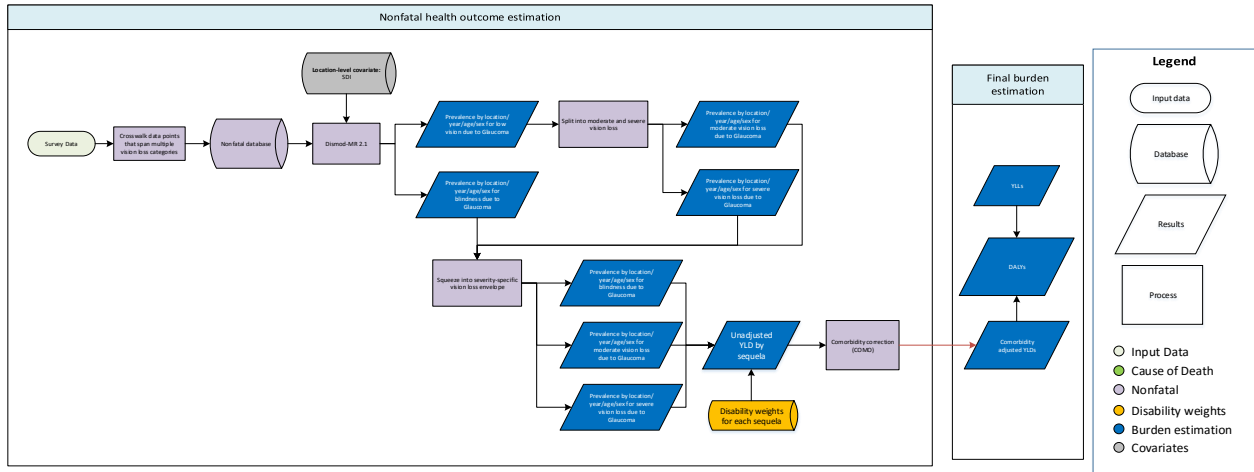 Nonfatal health outcome estimation
Location-level covariate:
SDI
Survey Data
Crosswalk data points
that span multiple
vision loss categories
Nonfatal database
Dismod-MR 2.1
Prevalence by location/
year/age/sex for low
vision due to Glaucoma
Split into moderate and severe
vision loss
Prevalence by location/
year/age/sex for
moderate vision loss
due to Glaucoma
Prevalence by location/
year/age/sex for
blindness due to
Glaucoma
Prevalence by location/
year/age/sex for severe
vision loss due to
Glaucoma
Squeeze into severity-specific
vision loss envelope
Prevalence by location/
year/age/sex for
blindness due to
Glaucoma
Prevalence by location/
year/age/sex for
moderate vision loss
due to Glaucoma
Prevalence by location/
year/age/sex for severe
vision loss due to
Glaucoma
Unadjusted
YLD by
sequela
Disability weights
for each sequela
Comorbidity correction
(COMO)
Final burden
estimation
YLLs
DALYs
Comorbidity
adjusted YLDs
Legend
Input data
Database
Results
Process
Input Data
Cause of Death
Nonfatal
Disability weights
Burden estimation
Covariates